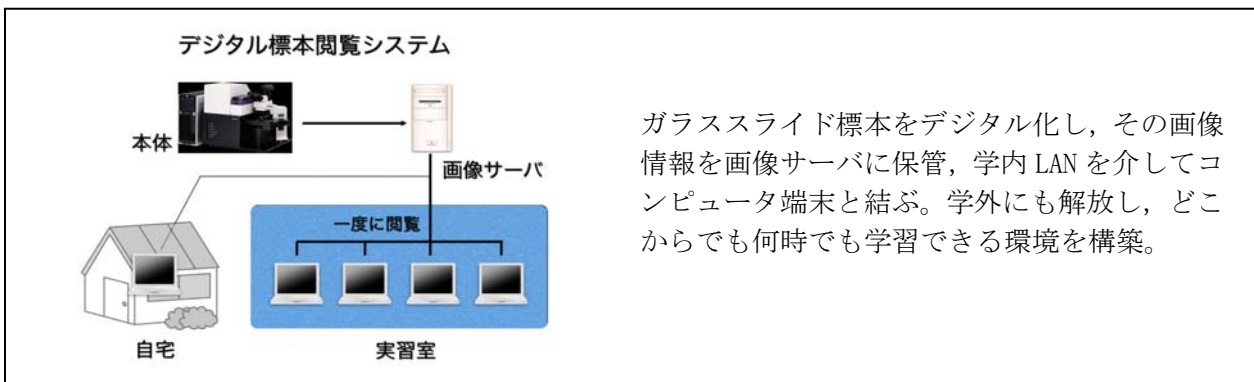 デジタル標本閲覧システム
本体
画像サーバ
一度に閲覧
自宅
実習室
ガラススライド標本をデジタル化し，その画像
情報を画像サーバに保管，学内 LAN を介してコ
ンピュータ端末と結ぶ。学外にも解放し，どこ
からでも何時でも学習できる環境を構築。